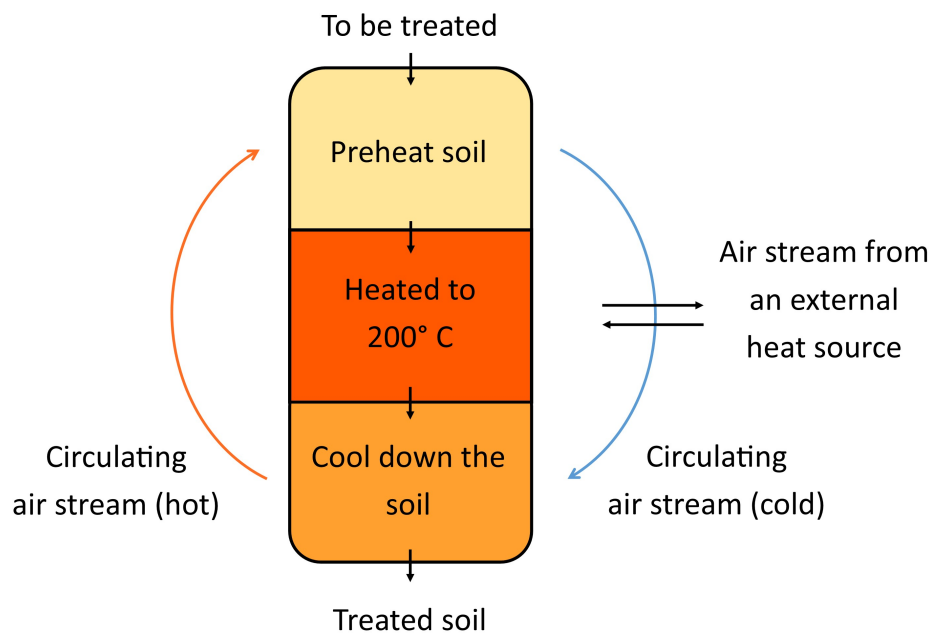 To be treated
Preheat soil
Heated to
200° C
Air stream from
an external
heat source
Cool down the
soil
Circulating
air stream (hot)
Circulating
air stream (cold)
Treated soil